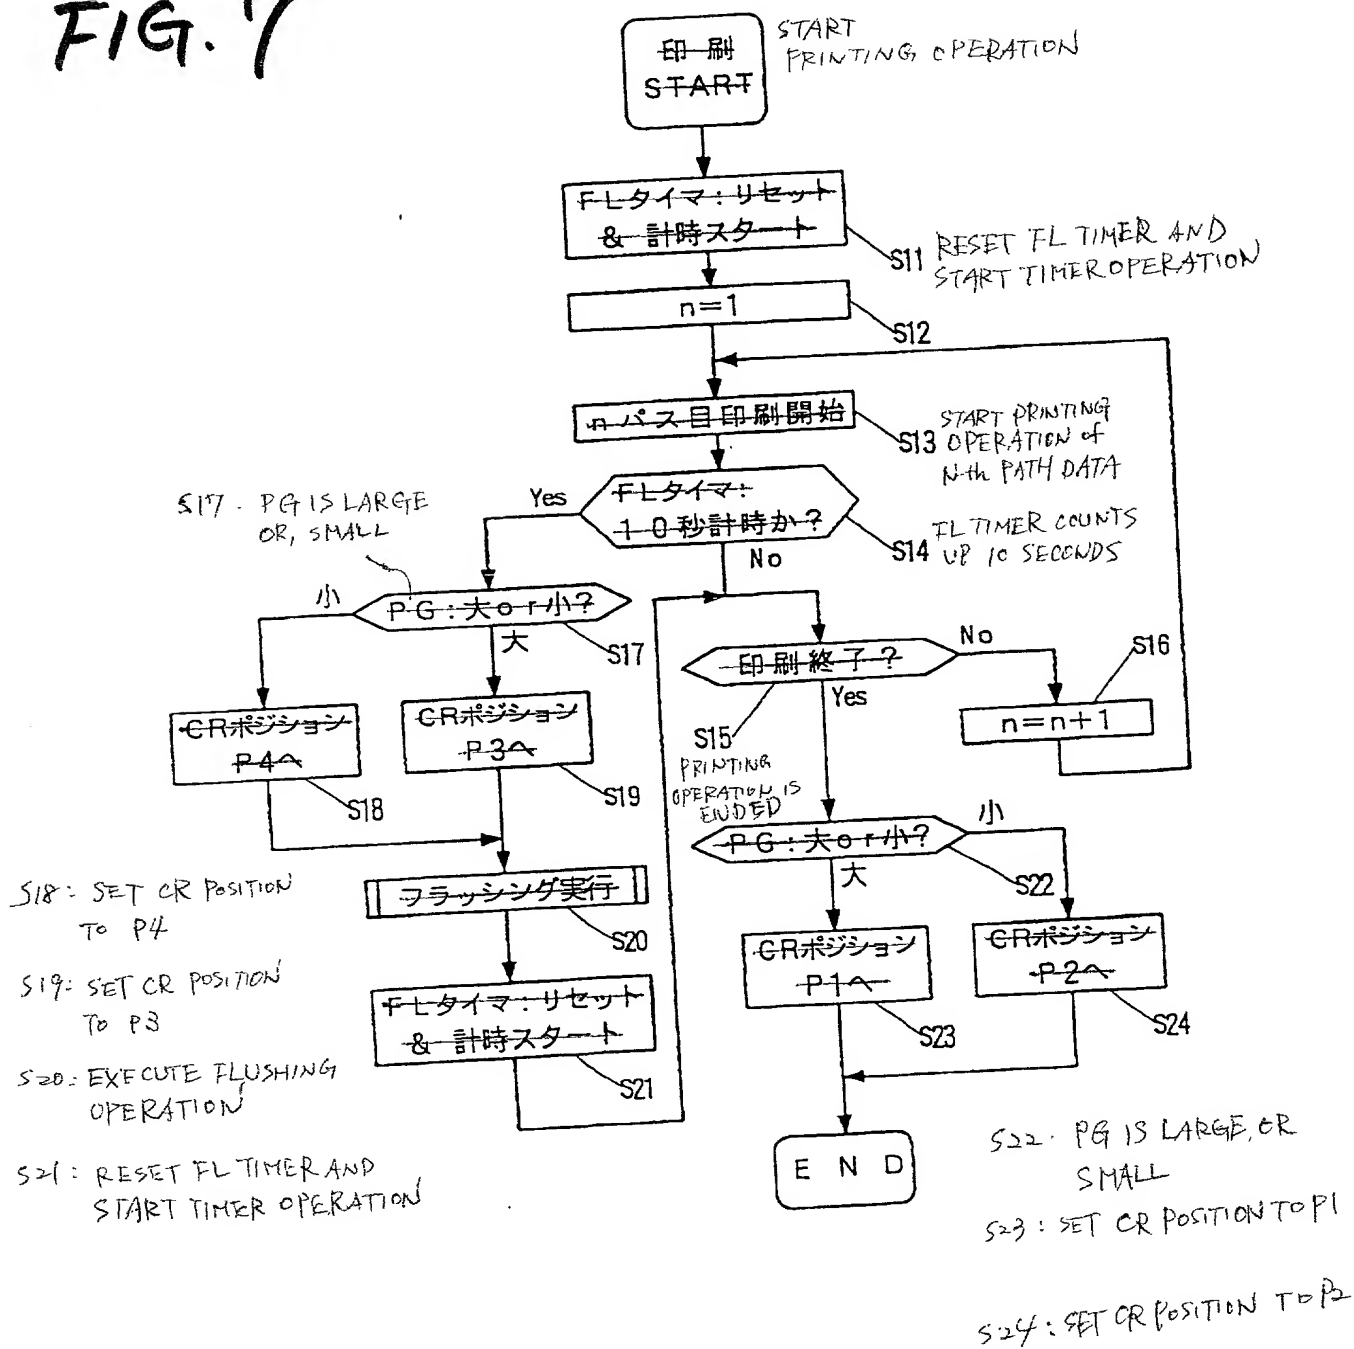 FIG. 7
印刷
START
START
PRINTING OPERATION
FLタイマ:リセット
& 計時スタート
S11
RESET FL TIMER AND
START TIMER OPERATION
n=1
S12
nパス目印刷開始
S13
START PRINTING
OPERATION of
N-th PATH DATA
S17. PG IS LARGE
OR, SMALL
Yes
FLタイマ:
10秒計時か?
S14
FL TIMER COUNTS
UP 10 SECONDS
No
小
PG:大or小?
大
S17
印刷終了?
No
S16
Yes
S15
PRINTING
OPERATION IS
ENDED
n=n+1
CRポジション
P4へ
S18
CRポジション
P3へ
S19
PG:大or小?
小
大
S22
S18: SET CR POSITION
TO P4
フラッシング実行
S20
CRポジション
P1へ
S23
CRポジション
P2へ
S24
S19: SET CR POSITION
TO P3
FLタイマ:リセット
& 計時スタート
S21
S20: EXECUTE FLUSHING
OPERATION
END
S21: RESET FL TIMER AND
START TIMER OPERATION
S22. PG IS LARGE, OR
SMALL
S23: SET CR POSITION TO P1
S24: SET CR POSITION TO P2